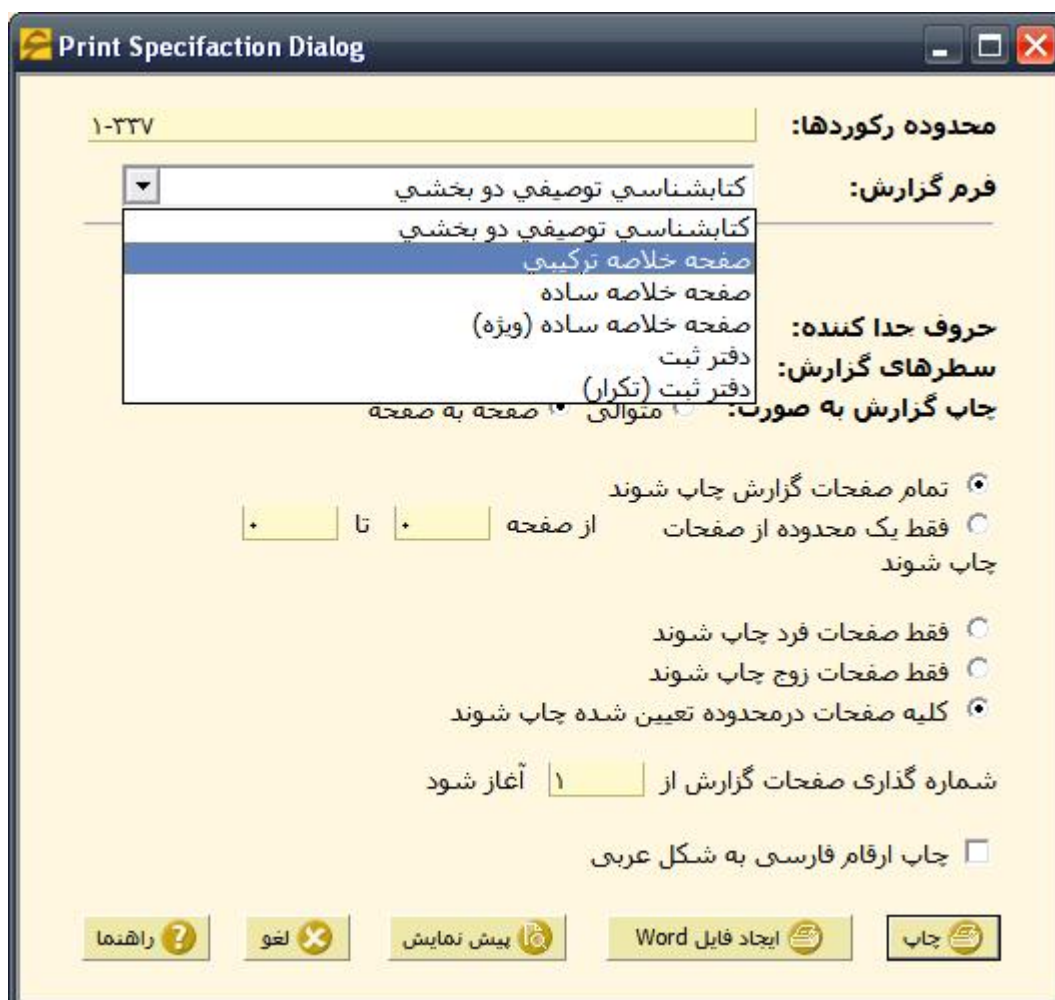 Print Specifaction Dialog
محدوده رکوردها: ۱-۳۳۷
فرم گزارش: كتابشناسي توصيفي دو بخشي
كتابشناسي توصيفي دو بخشي
صفحه خلاصه تركيبي
صفحه خلاصه ساده
صفحه خلاصه ساده (ويژه)
دفتر ثبت
دفتر ثبت (تكرار)
حروف جدا کننده:
سطرهای گزارش:
چاپ گزارش به صورت: متوالی صفحه به صفحه
تمام صفحات گزارش چاپ شوند
فقط یک محدوده از صفحات از صفحه ۰ تا ۰
چاپ شوند
فقط صفحات فرد چاپ شوند
فقط صفحات زوج چاپ شوند
کلیه صفحات درمحدوده تعیین شده چاپ شوند
شماره گذاری صفحات گزارش از ۱ آغاز شود
چاپ ارقام فارسی به شکل عربی
چاپ ایجاد فایل Word پیش نمایش لغو راهنما